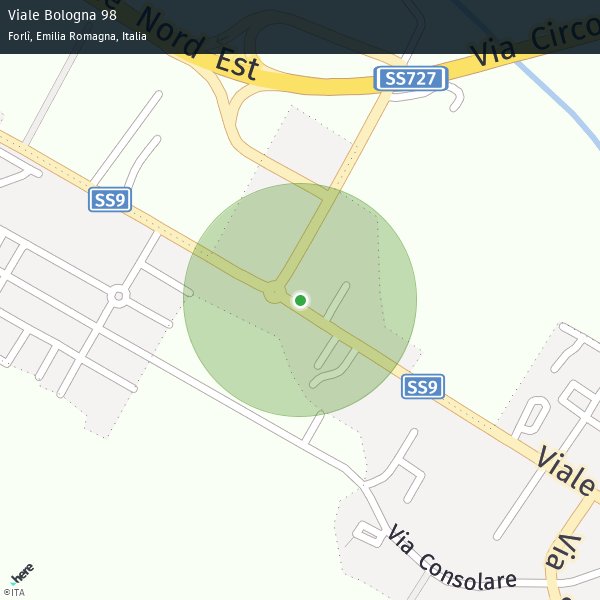 Viale Bologna 98
Forlì, Emilia Romagna, Italia
Nord Est
Via Circo
SS727
SS9
SS9
Viale
Via
Via Consolare
here
©ITA